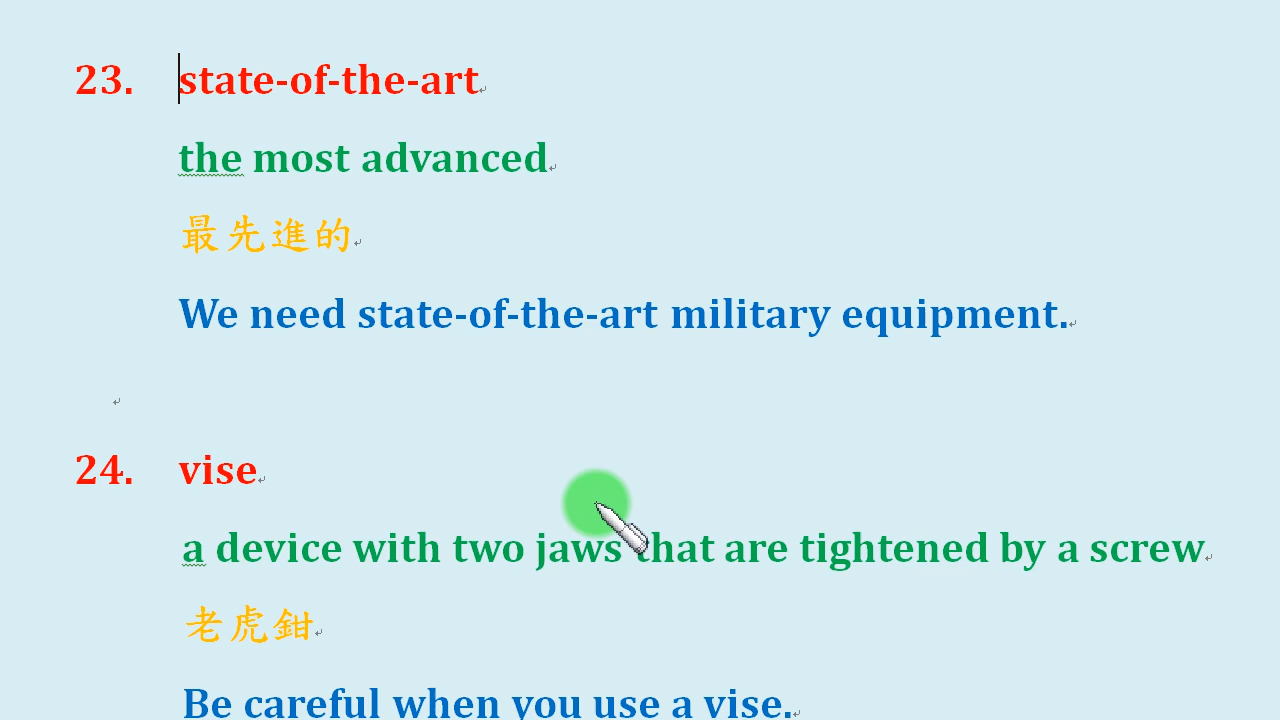 23. state-of-the-art
the most advanced
最先進的
We need state-of-the-art military equipment.
24. vise
a device with two jaws that are tightened by a screw
老虎鉗
Be careful when you use a vise.